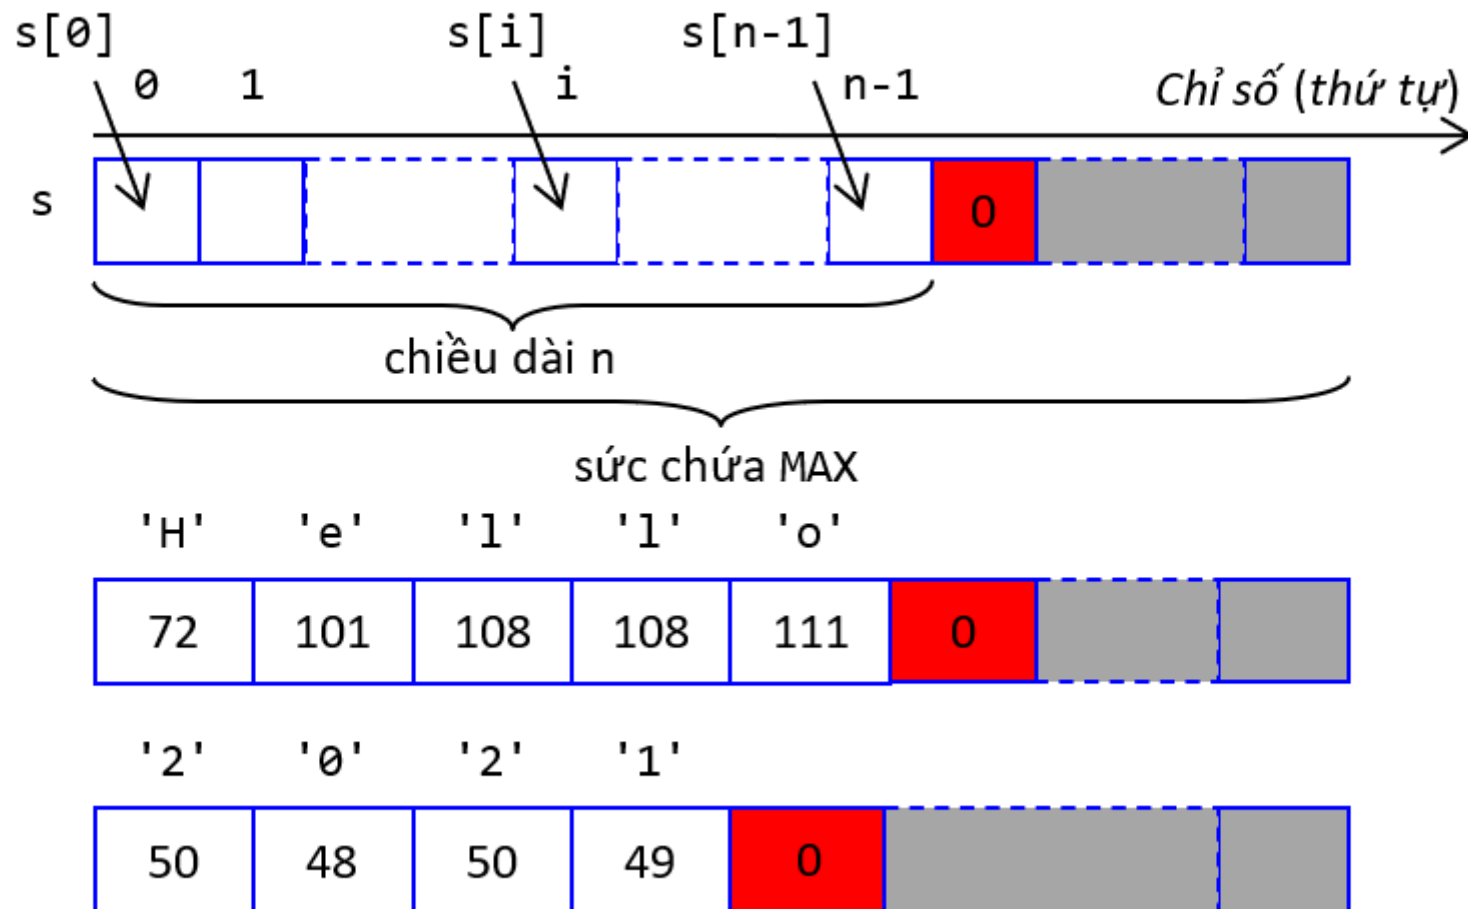 s[0] s[i] s[n-1]
0 1 i n-1 Chỉ số (thứ tự)
s 0
chiều dài n
sức chứa MAX
'H' 'e' 'l' 'l' 'o'
72 101 108 108 111 0
'2' '0' '2' '1'
50 48 50 49 0